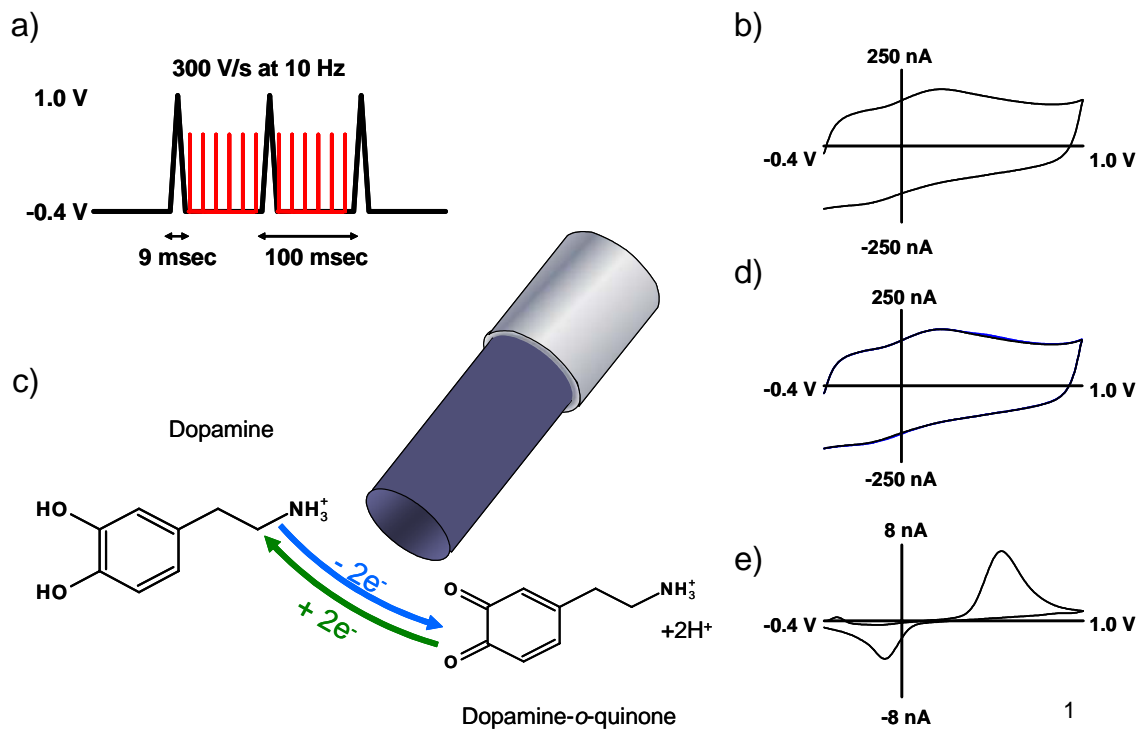 a)
300 V/s at 10 Hz
1.0 V
-0.4 V
9 msec
100 msec
b)
250 nA
-0.4 V
1.0 V
-250 nA
c)
Dopamine
HO
HO
NH3+
- 2e-
+ 2e-
O
O
NH3+
+2H+
Dopamine-o-quinone
d)
250 nA
-0.4 V
1.0 V
-250 nA
e)
8 nA
-0.4 V
1.0 V
-8 nA
1